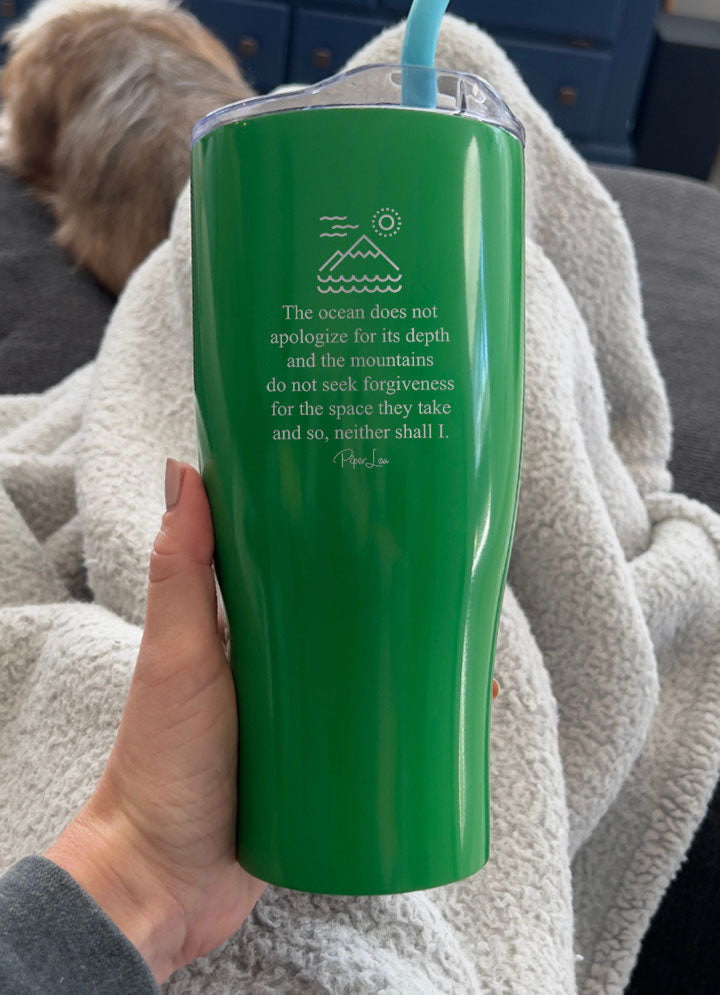 The ocean does not
apologize for its depth
and the mountains
do not seek forgiveness
for the space they take
and so, neither shall I.
Piper Lou